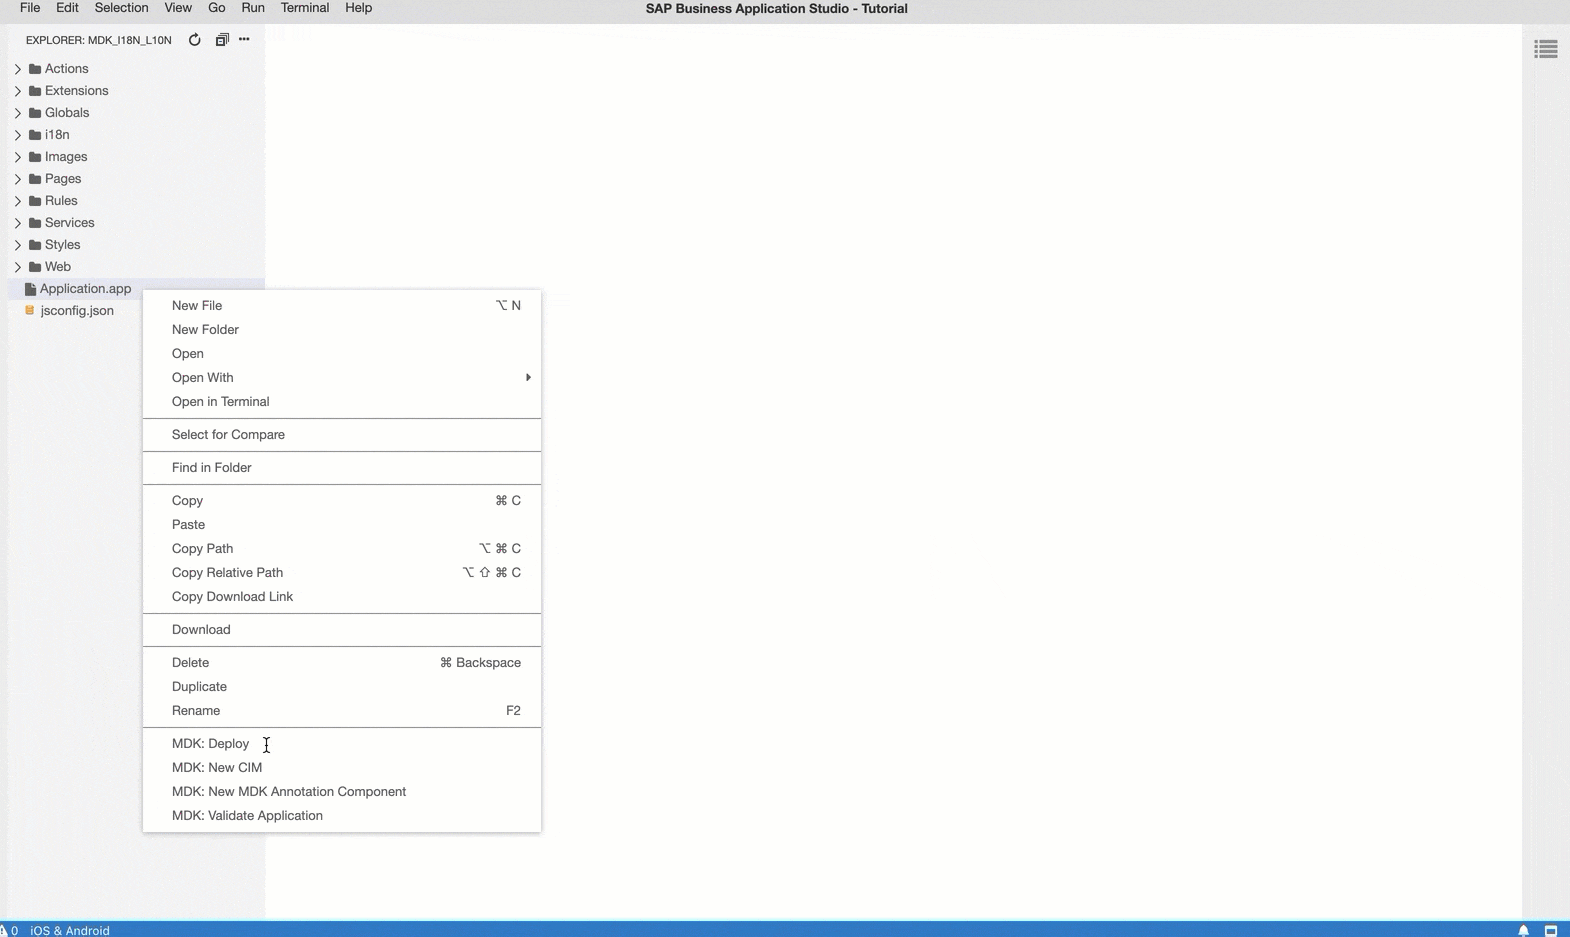 File Edit Selection View Go Run Terminal Help
SAP Business Application Studio - Tutorial
EXPLORER: MDK_I18N_L10N
Actions
Extensions
Globals
i18n
Images
Pages
Rules
Services
Styles
Web
Application.app
jsconfig.json
New File ⌥ N
New Folder
Open
Open With
Open in Terminal
Select for Compare
Find in Folder
Copy ⌘ C
Paste
Copy Path ⌥ ⌘ C
Copy Relative Path ⌥ ⇧ ⌘ C
Copy Download Link
Download
Delete ⌘ Backspace
Duplicate
Rename F2
MDK: Deploy
MDK: New CIM
MDK: New MDK Annotation Component
MDK: Validate Application
0 iOS & Android